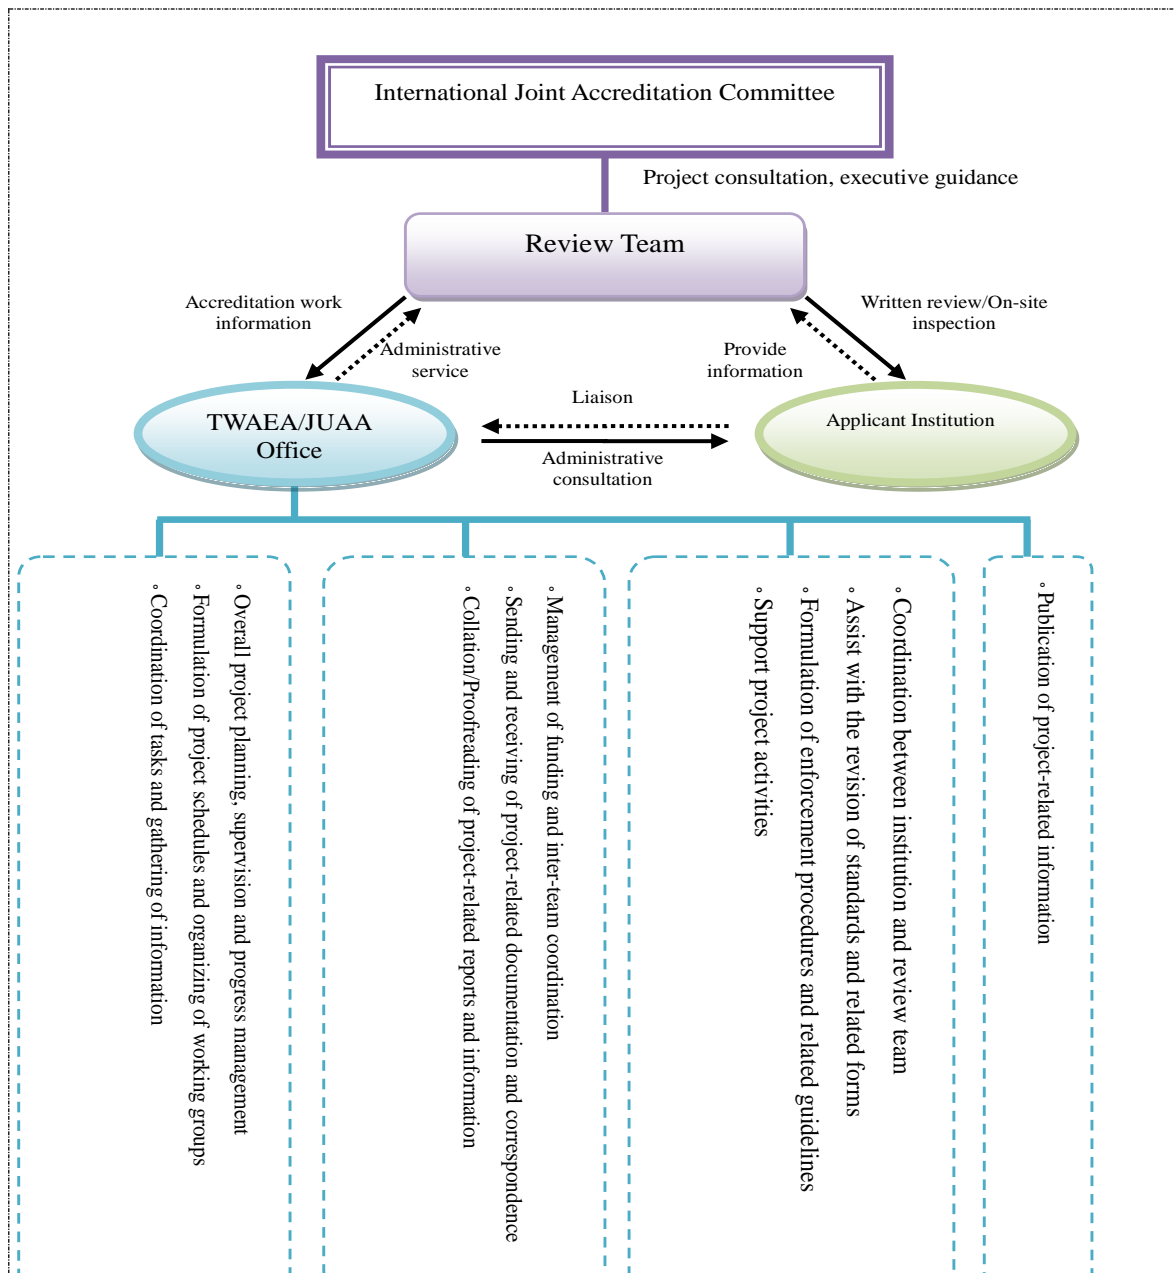 International Joint Accreditation Committee
Project consultation, executive guidance
Review Team
Accreditation work
information
Administrative
service
Written review/On-site
inspection
Provide
information
TWAEA/JUAA
Office
Liaison
Administrative
consultation
Applicant Institution
。Overall project planning, supervision and progress management
。Formulation of project schedules and organizing of working groups
。Coordination of tasks and gathering of information
。Management of funding and inter-team coordination
。Sending and receiving of project-related documentation and correspondence
。Collation/Proofreading of project-related reports and information
。Coordination between institution and review team
。Assist with the revision of standards and related forms
。Formulation of enforcement procedures and related guidelines
。Support project activities
。Publication of project-related information